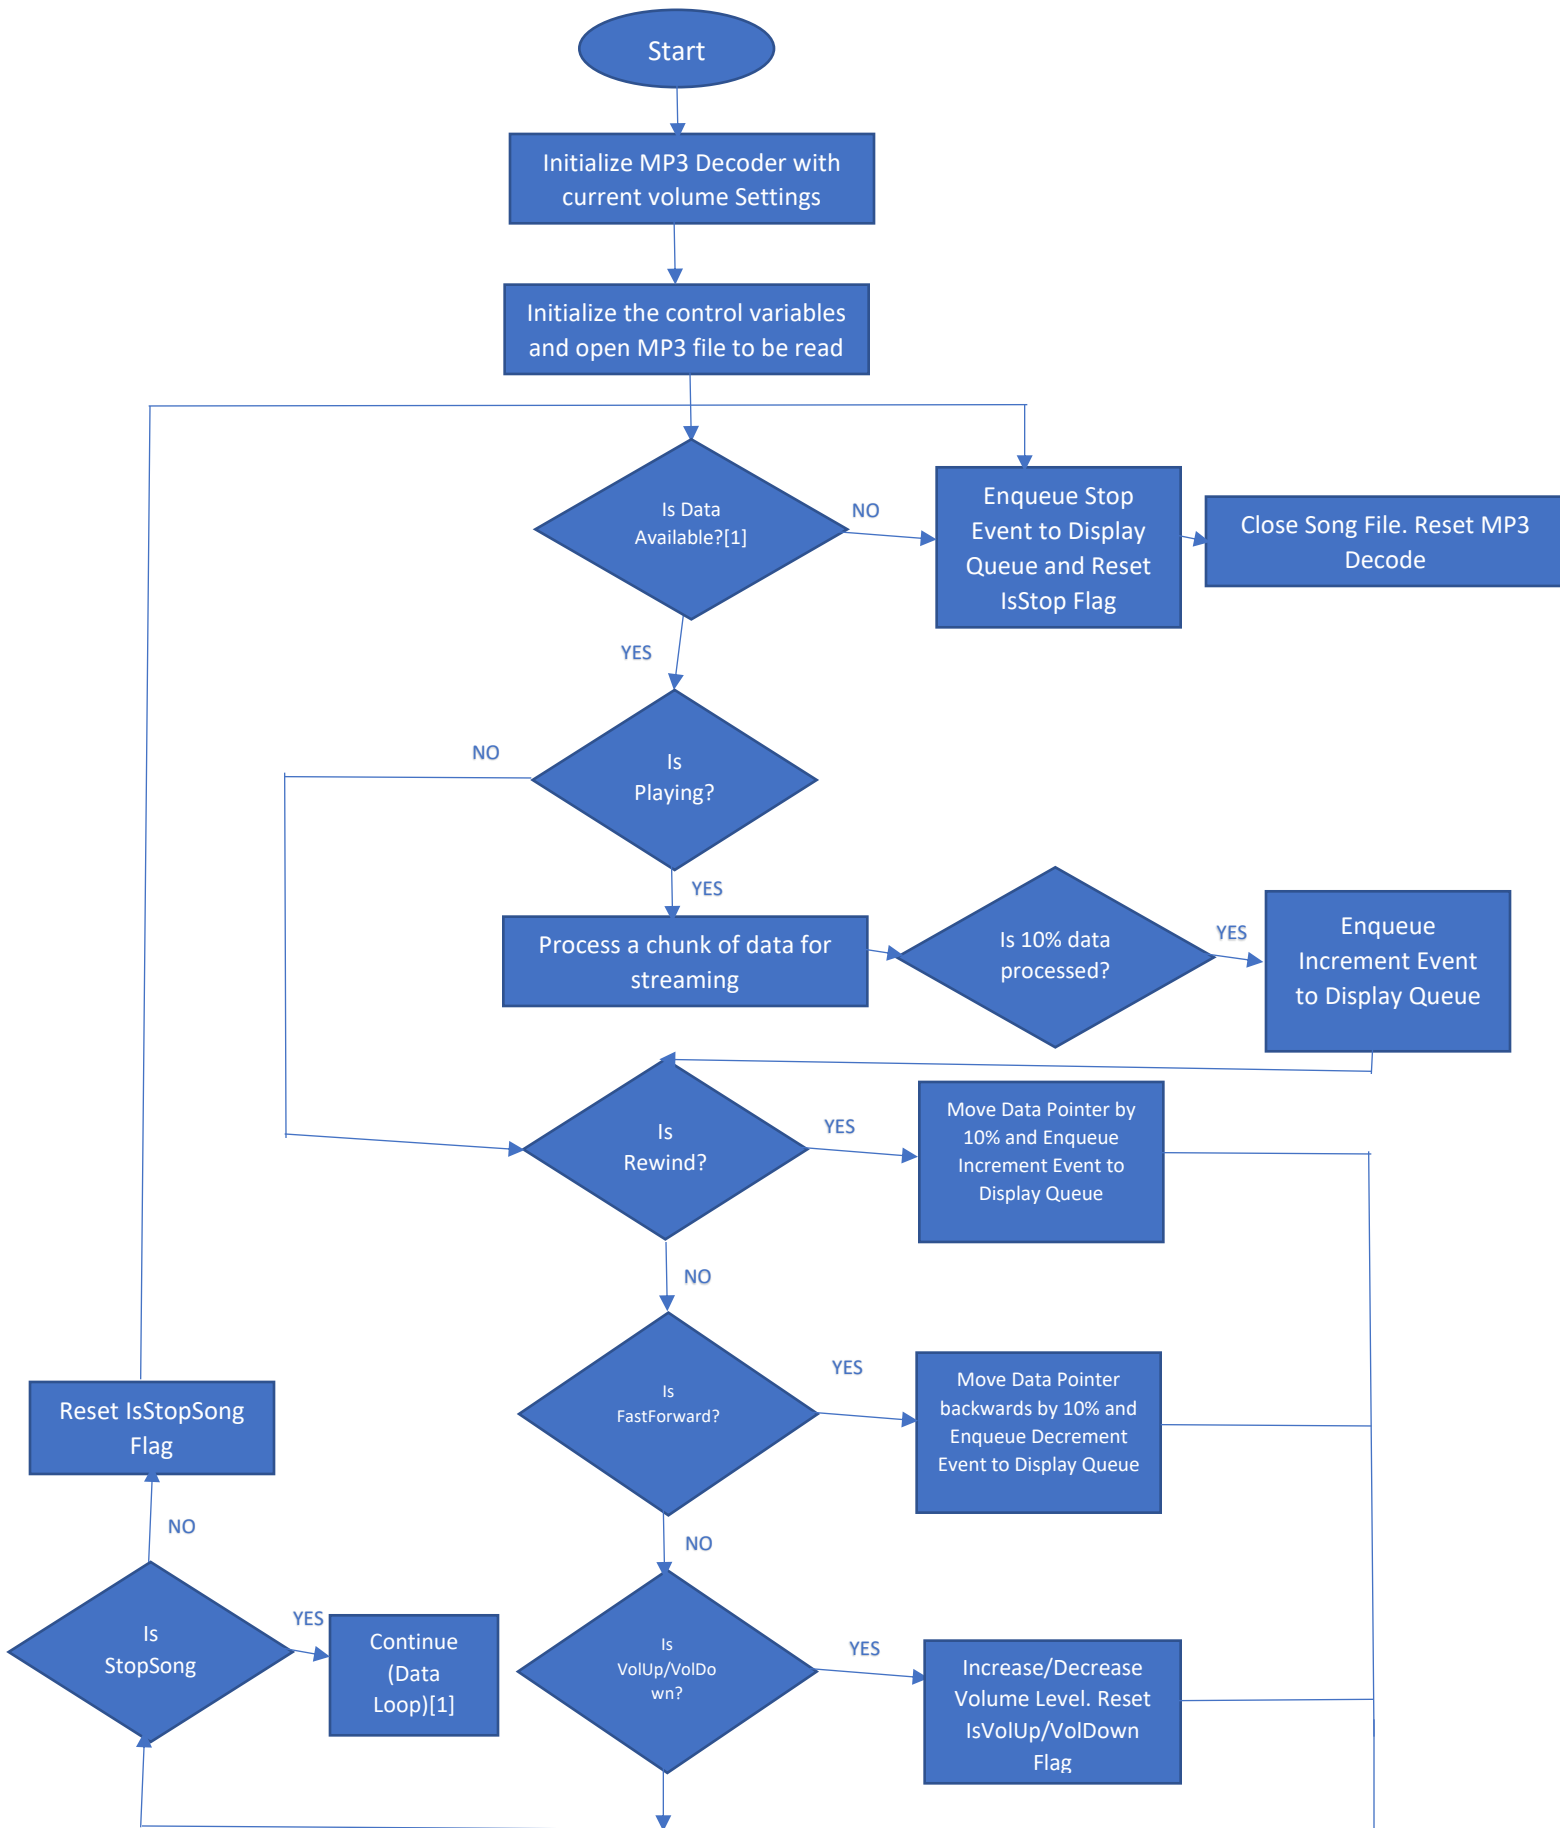 Start
Initialize MP3 Decoder with
current volume Settings
Initialize the control variables
and open MP3 file to be read
Is Data
Available?[1]
NO
Enqueue Stop
Event to Display
Queue and Reset
IsStop Flag
Close Song File. Reset MP3
Decode
YES
Is
Playing?
NO
YES
Process a chunk of data for
streaming
Is 10% data
processed?
YES
Enqueue
Increment Event
to Display Queue
Is
Rewind?
YES
Move Data Pointer by
10% and Enqueue
Increment Event to
Display Queue
NO
Is
FastForward?
YES
Move Data Pointer
backwards by 10% and
Enqueue Decrement
Event to Display Queue
NO
Is
VolUp/VolDo
wn?
YES
Increase/Decrease
Volume Level. Reset
IsVolUp/VolDown
Flag
Reset IsStopSong
Flag
NO
Is
StopSong
YES
Continue
(Data
Loop)[1]